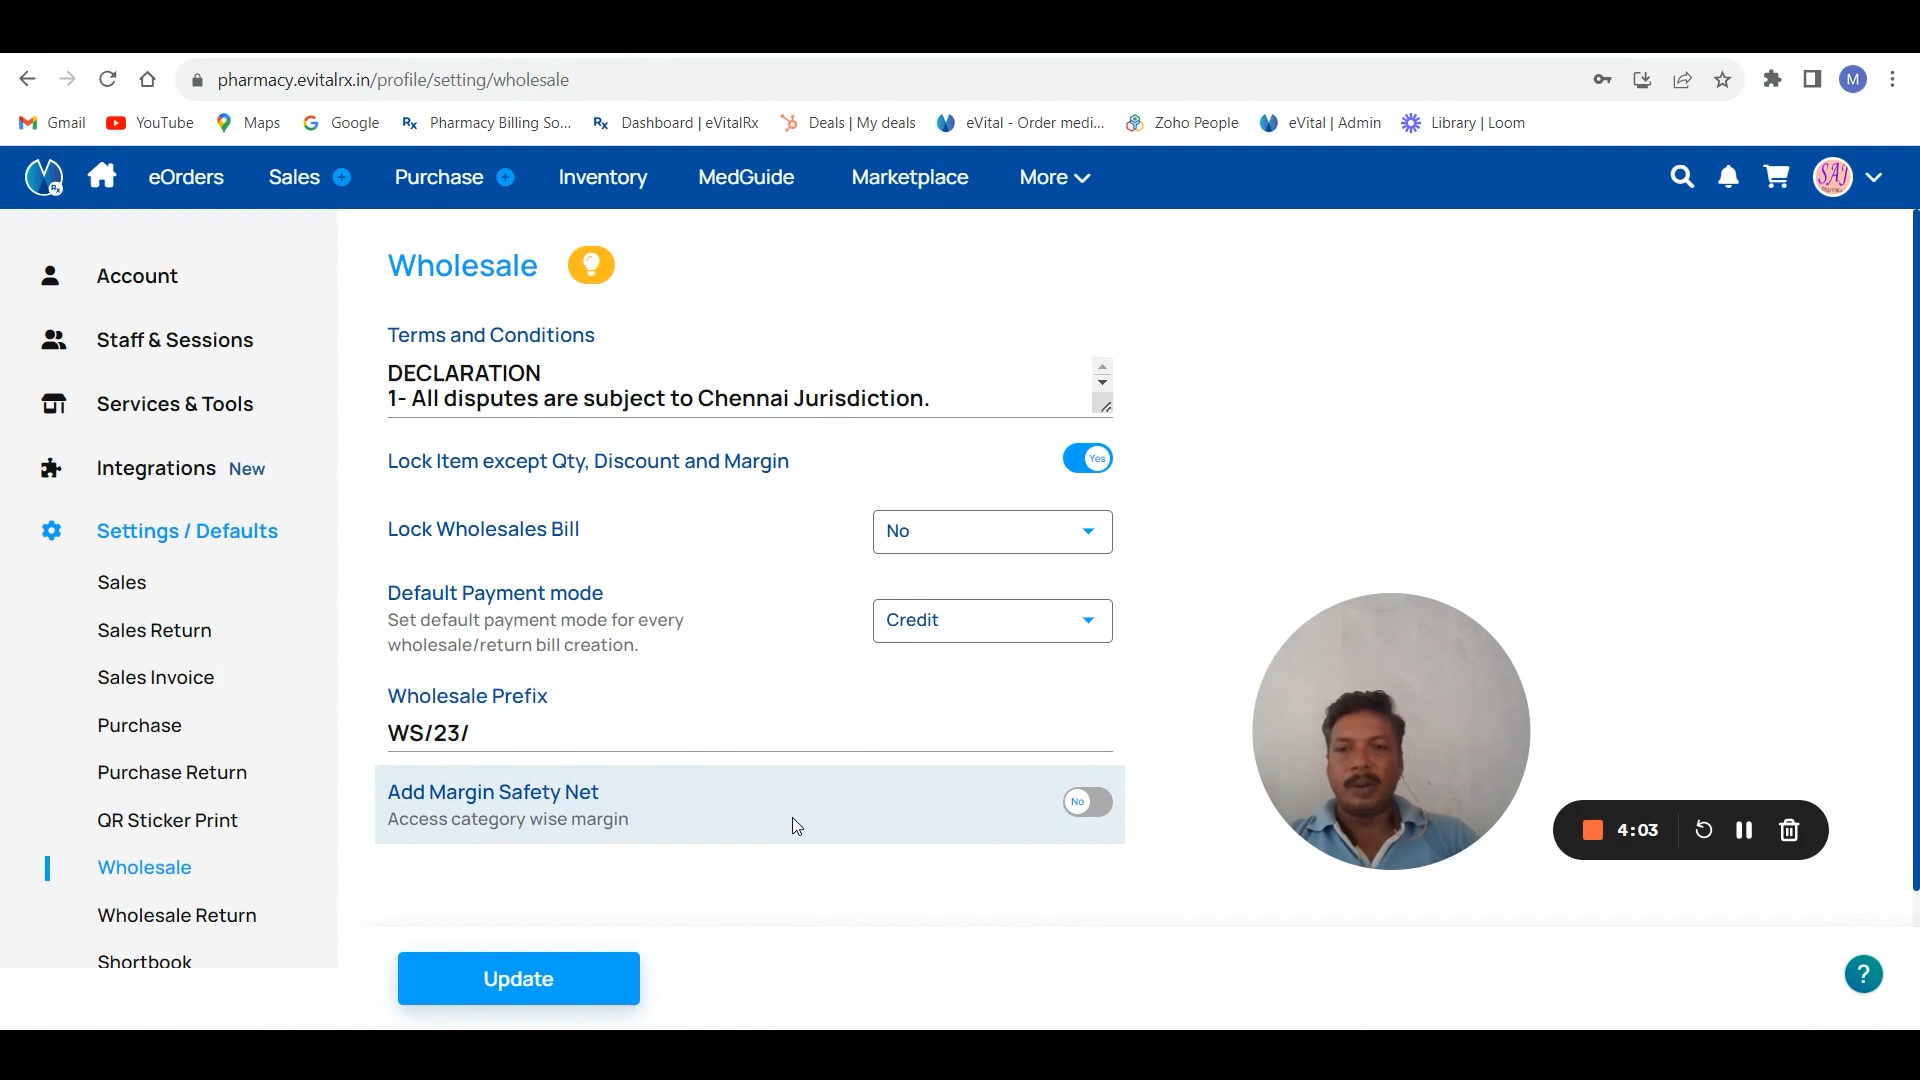 pharmacy.evitalrx.in/profile/setting/wholesale
M
Gmail
YouTube
Maps
Google
Rx Pharmacy Billing So...
Rx Dashboard | eVitalRx
Deals | My deals
eVital - Order medi...
Zoho People
eVital | Admin
Library | Loom
Rx
eOrders
Sales
Purchase
Inventory
MedGuide
Marketplace
More
SAJ
Pharmacy
Account
Staff & Sessions
Services & Tools
Integrations New
Settings / Defaults
Sales
Sales Return
Sales Invoice
Purchase
Purchase Return
QR Sticker Print
Wholesale
Wholesale Return
Shortbook
Wholesale
Terms and Conditions
DECLARATION
1- All disputes are subject to Chennai Jurisdiction.
Lock Item except Qty, Discount and Margin
Yes
Lock Wholesales Bill
No
Default Payment mode
Set default payment mode for every
wholesale/return bill creation.
Credit
Wholesale Prefix
WS/23/
Add Margin Safety Net
Access category wise margin
No
4:03
Update
?